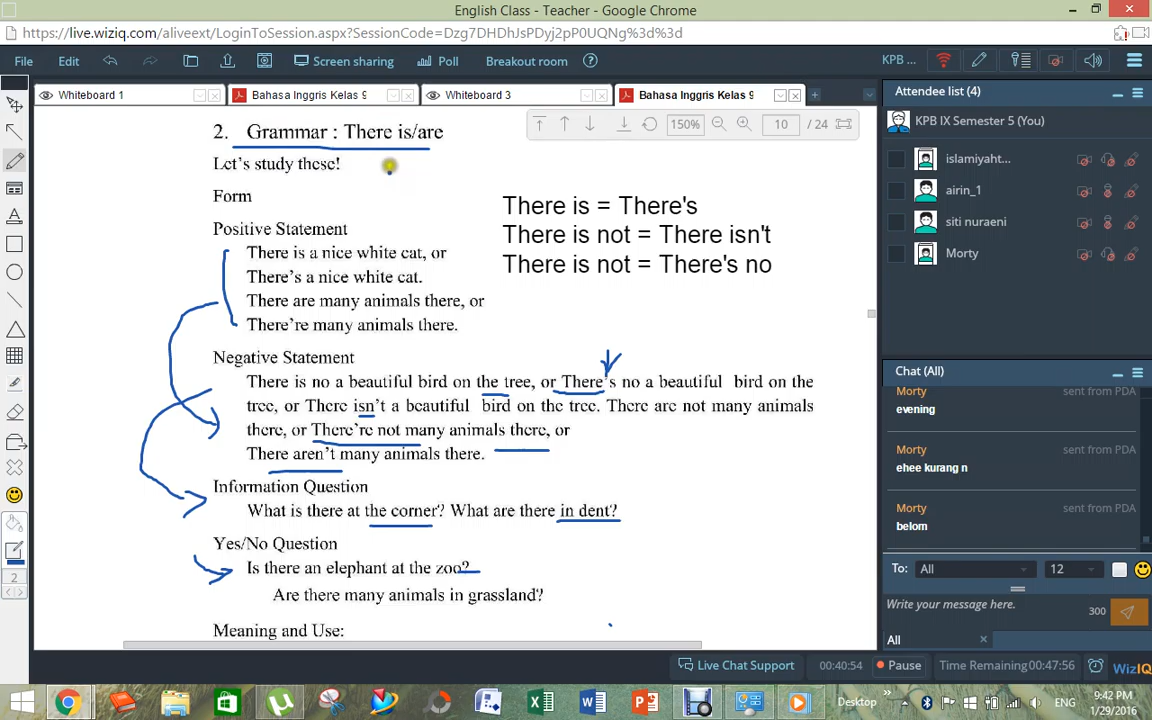 English Class - Teacher - Google Chrome
https://live.wiziq.com/aliveext/LoginToSession.aspx?SessionCode=Dzg7DHDhTyPDyj2pP0UQNg%3d%3d
File Edit Screen sharing Poll Breakout room ? KPB ...
Whiteboard 1 Bahasa Inggris Kelas 9 Whiteboard 3 Bahasa Inggris Kelas 9
Attendee list (4)
150% 10 / 24
KPB IX Semester 5 (You)
islamiyaht...
airin_1
siti nuraeni
Morty
2. Grammar : There is/are
Let's study these!
Form
Positive Statement
There is a nice white cat, or
There's a nice white cat.
There are many animals there, or
There're many animals there.
There is = There's
There is not = There isn't
There is not = There's no
Negative Statement
There is no a beautiful bird on the tree, or There's no a beautiful bird on the
tree, or There isn't a beautiful bird on the tree. There are not many animals
there, or There're not many animals there, or
There aren't many animals there.
Information Question
What is there at the corner? What are there in dent?
Yes/No Question
Is there an elephant at the zoo?
Are there many animals in grassland?
Meaning and Use:
Chat (All)
Morty sent from PDA
evening
Morty sent from PDA
ehee kurang n
Morty sent from PDA
belom
To: All 12
Write your message here. 300
All
2
Live Chat Support 00:40:54 Pause Time Remaining 00:47:56 WizIQ
Desktop ENG
9:42 PM
1/29/2016